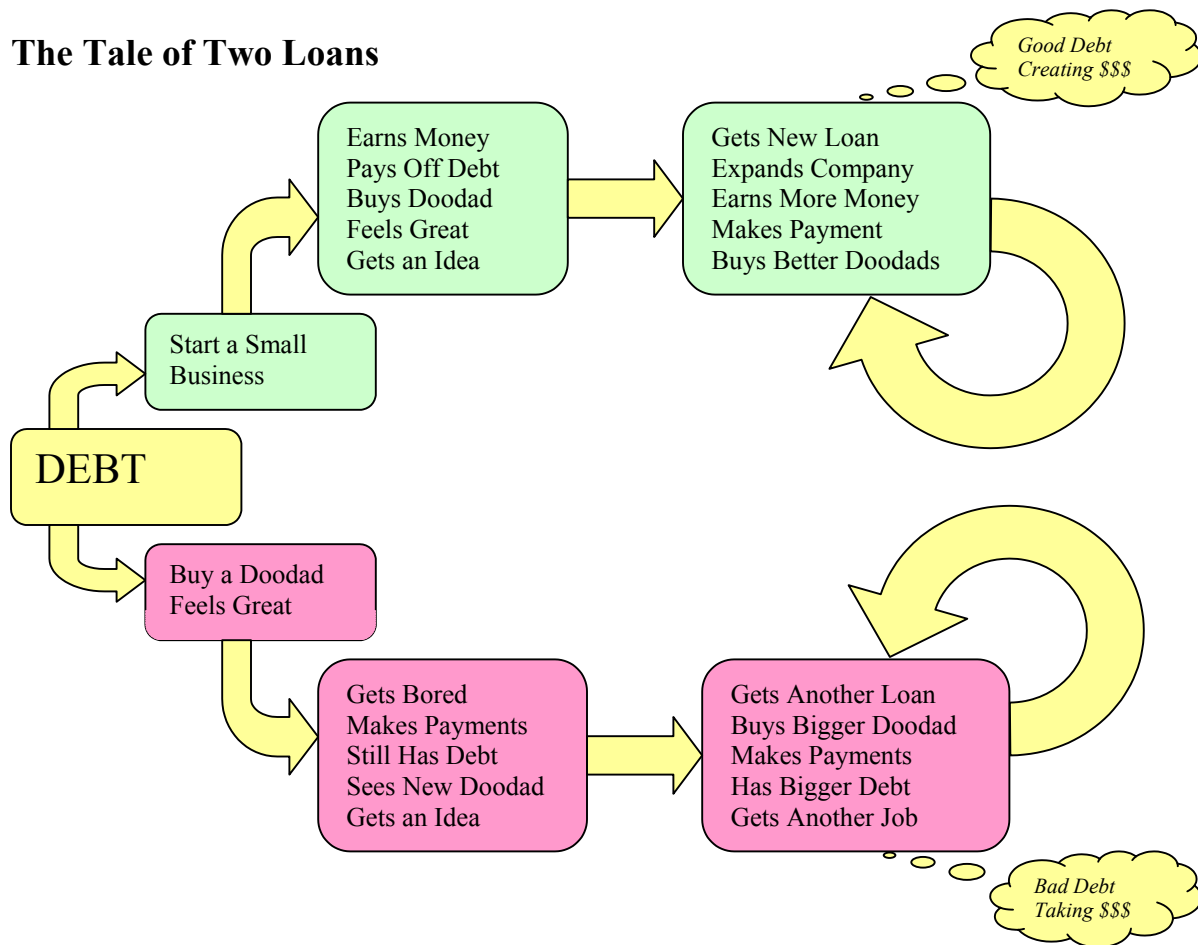 The Tale of Two Loans
Good Debt
Creating $$$
Earns Money
Pays Off Debt
Buys Doodad
Feels Great
Gets an Idea
Gets New Loan
Expands Company
Earns More Money
Makes Payment
Buys Better Doodads
Start a Small
Business
DEBT
Buy a Doodad
Feels Great
Gets Bored
Makes Payments
Still Has Debt
Sees New Doodad
Gets an Idea
Gets Another Loan
Buys Bigger Doodad
Makes Payments
Has Bigger Debt
Gets Another Job
Bad Debt
Taking $$$